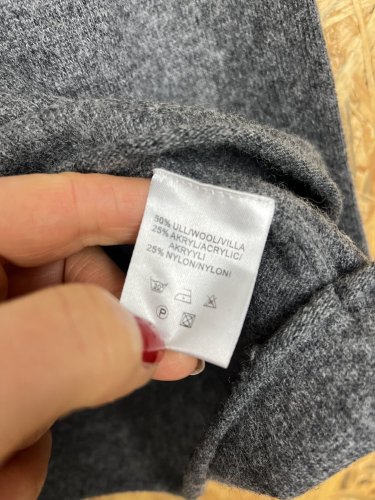 50% ULL/WOOL/VILLA
25% AKRYL/ACRYLIC/
AKRYYLI
25% NYLON/NYLONI
P